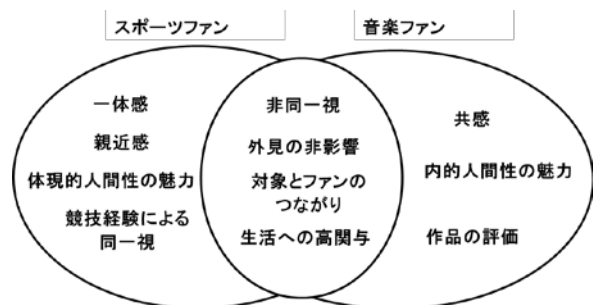 スポーツファン
音楽ファン
一体感
親近感
体現的人間性の魅力
競技経験による
同一視
非同一視
外見の非影響
対象とファンの
つながり
生活への高関与
共感
内的人間性の魅力
作品の評価